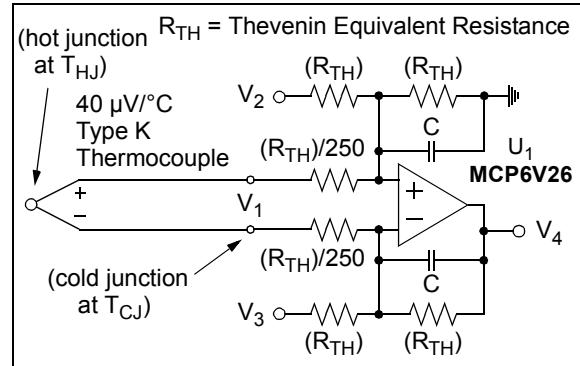 R_TH = Thevenin Equivalent Resistance
(hot junction
at T_HJ)
40 µV/°C
Type K
Thermocouple
(R_TH)
(R_TH)
V_2
C
U_1
MCP6V26
(R_TH)/250
+
−
V_1
+
−
V_4
(R_TH)/250
C
(cold junction
at T_CJ)
V_3
(R_TH)
(R_TH)